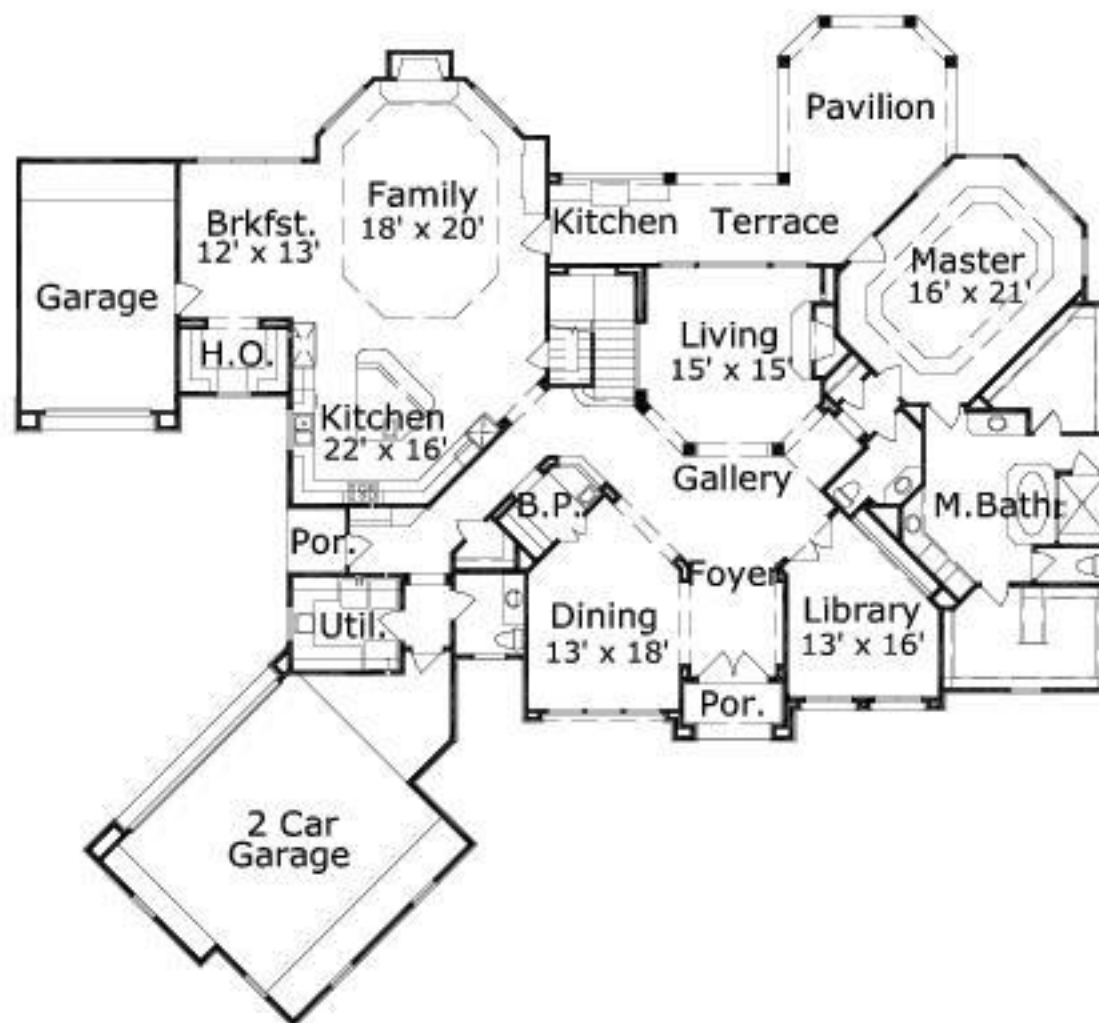 Pavilion
Family
18' x 20'
Brkfst.
12' x 13'
Kitchen
Terrace
Garage
Master
16' x 21'
H.O.
Living
15' x 15'
Kitchen
22' x 16'
Gallery
B.P.
M.Bath
Por.
Foyer
Util.
Dining
13' x 18'
Library
13' x 16'
Por.
2 Car
Garage